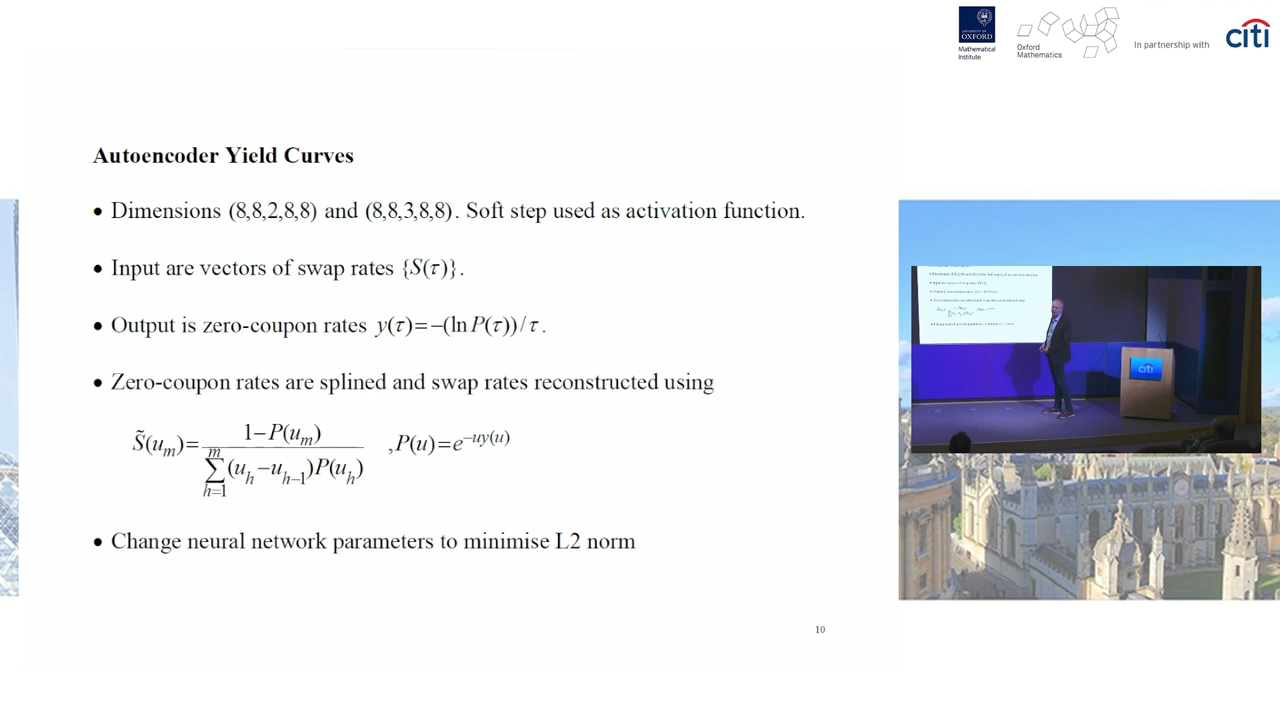 UNIVERSITY OF
OXFORD
Mathematical
Institute
Oxford
Mathematics
In partnership with
citi
Autoencoder Yield Curves
• Dimensions (8,8,2,8,8) and (8,8,3,8,8). Soft step used as activation function.
• Input are vectors of swap rates {S(τ)}.
• Output is zero-coupon rates y(τ)=−(ln P(τ))/τ.
• Zero-coupon rates are splined and swap rates reconstructed using
S̃(u_m)= (1−P(u_m)) / (∑_{h=1}^{m} (u_h−u_{h−1})P(u_h)) ,P(u)=e^{−uy(u)}
• Change neural network parameters to minimise L2 norm
10
citi